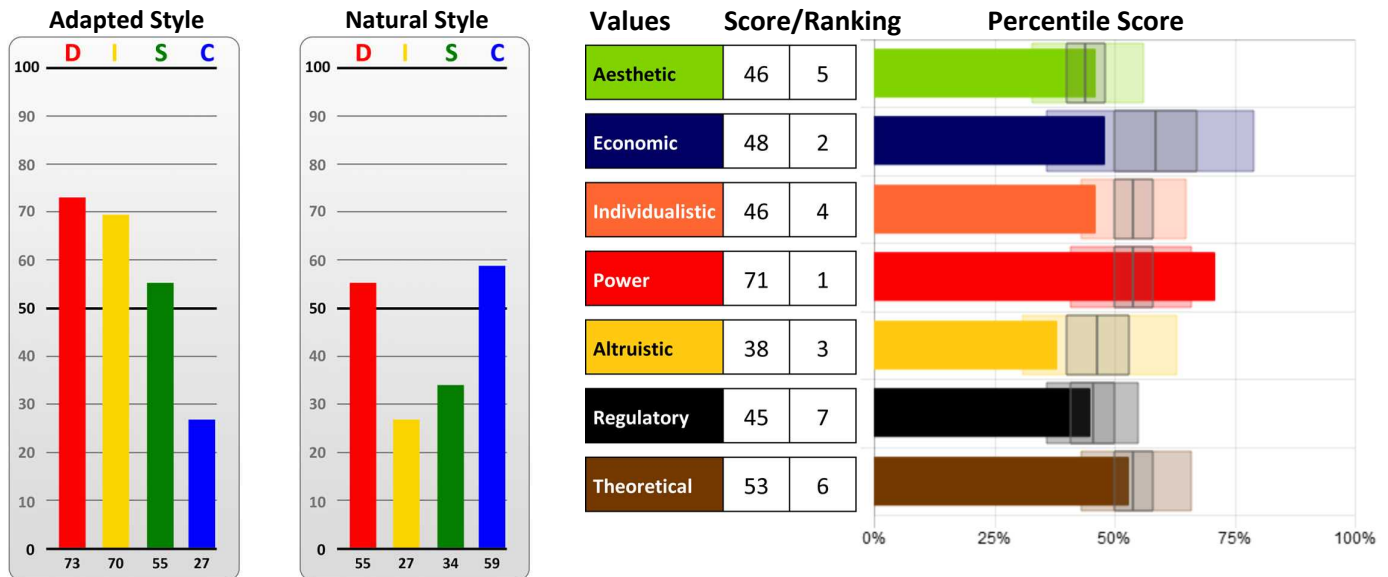 Adapted Style
D I S C
100
90
80
70
60
50
40
30
20
10
0
73 70 55 27
Natural Style
D I S C
100
90
80
70
60
50
40
30
20
10
0
55 27 34 59
Values Score/Ranking Percentile Score
Aesthetic 46 5
Economic 48 2
Individualistic 46 4
Power 71 1
Altruistic 38 3
Regulatory 45 7
Theoretical 53 6
0% 25% 50% 75% 100%